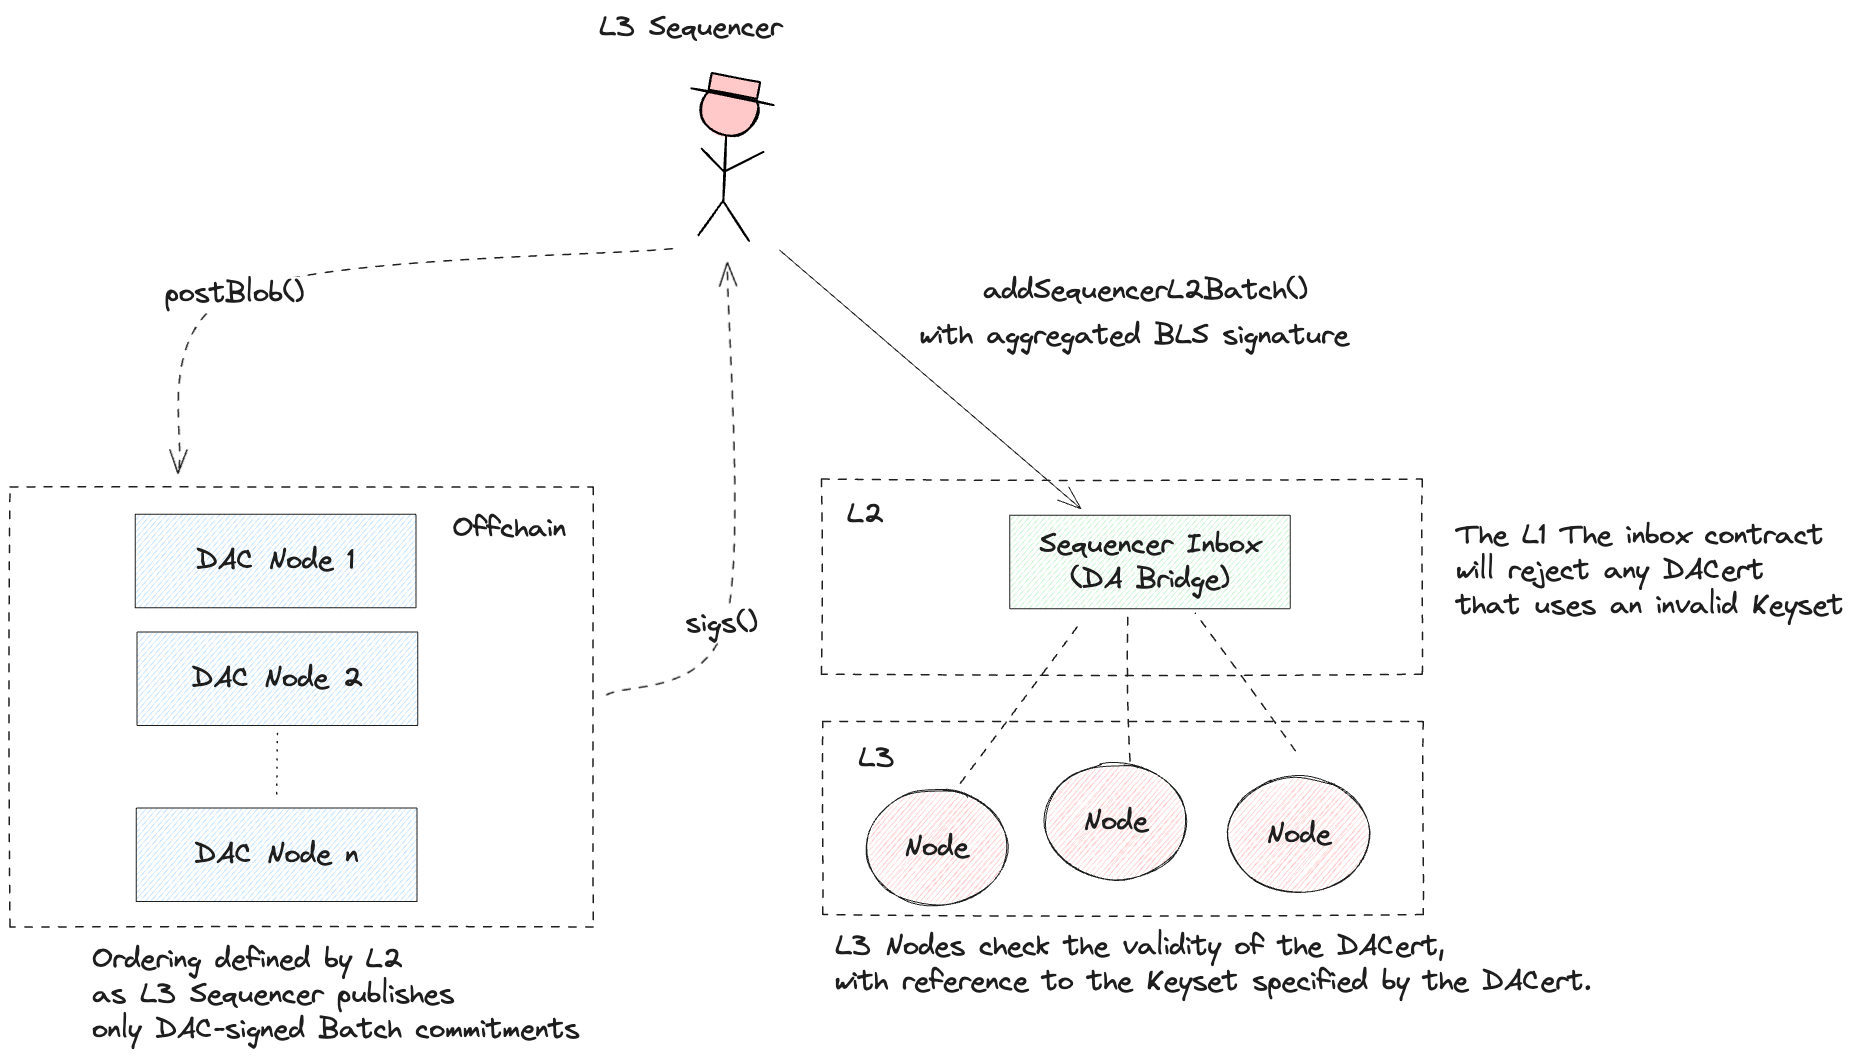 L3 Sequencer
postBlob()
addSequencerL2Batch()
with aggregated BLS signature
Offchain
DAC Node 1
DAC Node 2
DAC Node n
sigs()
L2
Sequencer Inbox
(DA Bridge)
The L1 The inbox contract
will reject any DACert
that uses an invalid Keyset
L3
Node
Node
Node
Ordering defined by L2
as L3 Sequencer publishes
only DAC-signed Batch commitments
L3 Nodes check the validity of the DACert,
with reference to the Keyset specified by the DACert.